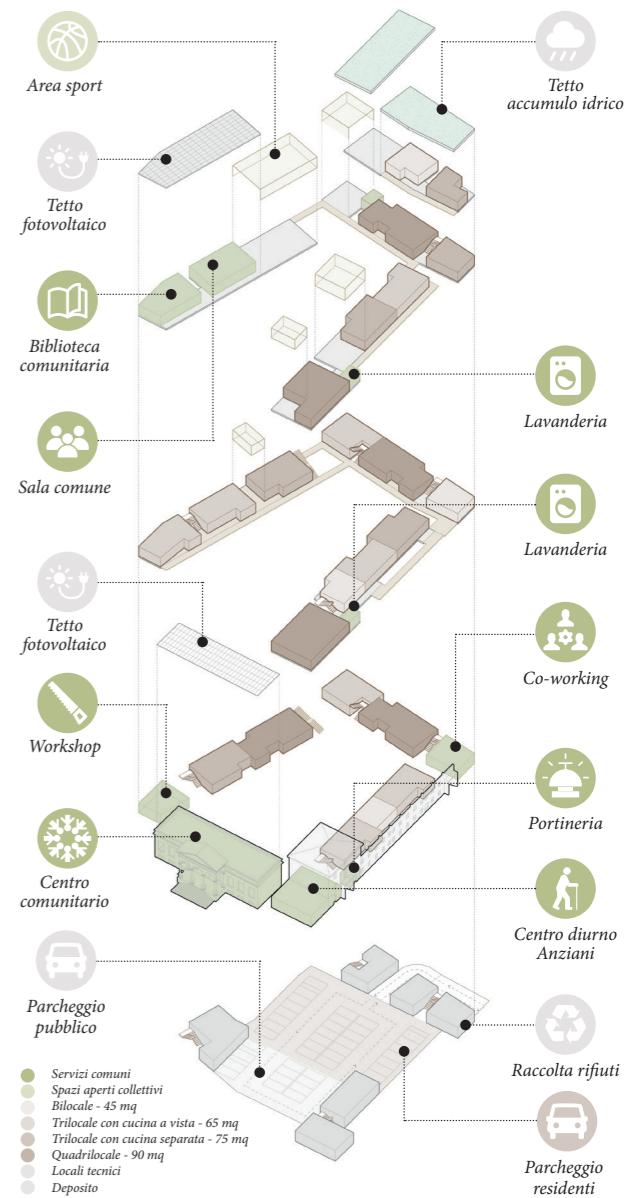 Area sport
Tetto
accumulo idrico
Tetto
fotovoltaico
Biblioteca
comunitaria
Lavanderia
Sala comune
Lavanderia
Tetto
fotovoltaico
Co-working
Workshop
Portineria
Centro
comunitario
Centro diurno
Anziani
Parcheggio
pubblico
Raccolta rifiuti
Servizi comuni
Spazi aperti collettivi
Bilocale - 45 mq
Trilocale con cucina a vista - 65 mq
Trilocale con cucina separata - 75 mq
Quadrilocale - 90 mq
Locali tecnici
Deposito
Parcheggio
residenti